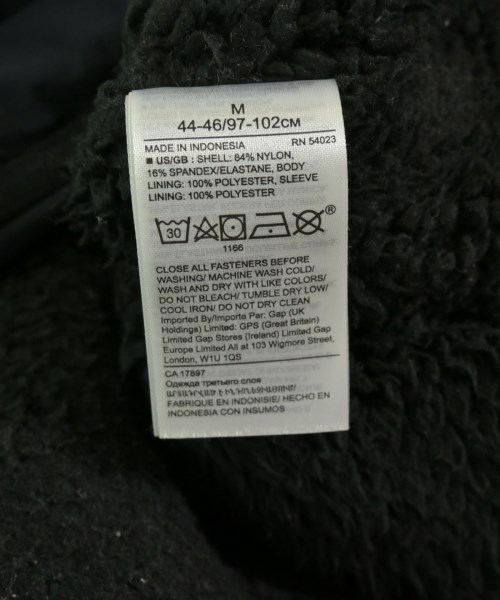 M
44-46/97-102СМ
MADE IN INDONESIA RN 54023
■ US/GB : SHELL: 84% NYLON,
16% SPANDEX/ELASTANE, BODY
LINING: 100% POLYESTER, SLEEVE
LINING: 100% POLYESTER
30 ®
1166
CLOSE ALL FASTENERS BEFORE
WASHING/ MACHINE WASH COLD/
WASH AND DRY WITH LIKE COLORS/
DO NOT BLEACH/ TUMBLE DRY LOW/
COOL IRON/ DO NOT DRY CLEAN
Imported By/Importe Par: Gap (UK
Holdings) Limited: GPS (Great Britain)
Limited Gap Stores (Ireland) Limited Gap
Europe Limited All at 103 Wigmore Street,
London, W1U 1QS
CA 17897
Одежда третьего слоя
FABRIQUE EN INDONISIE/ HECHO EN
INDONESIA CON INSUMOS